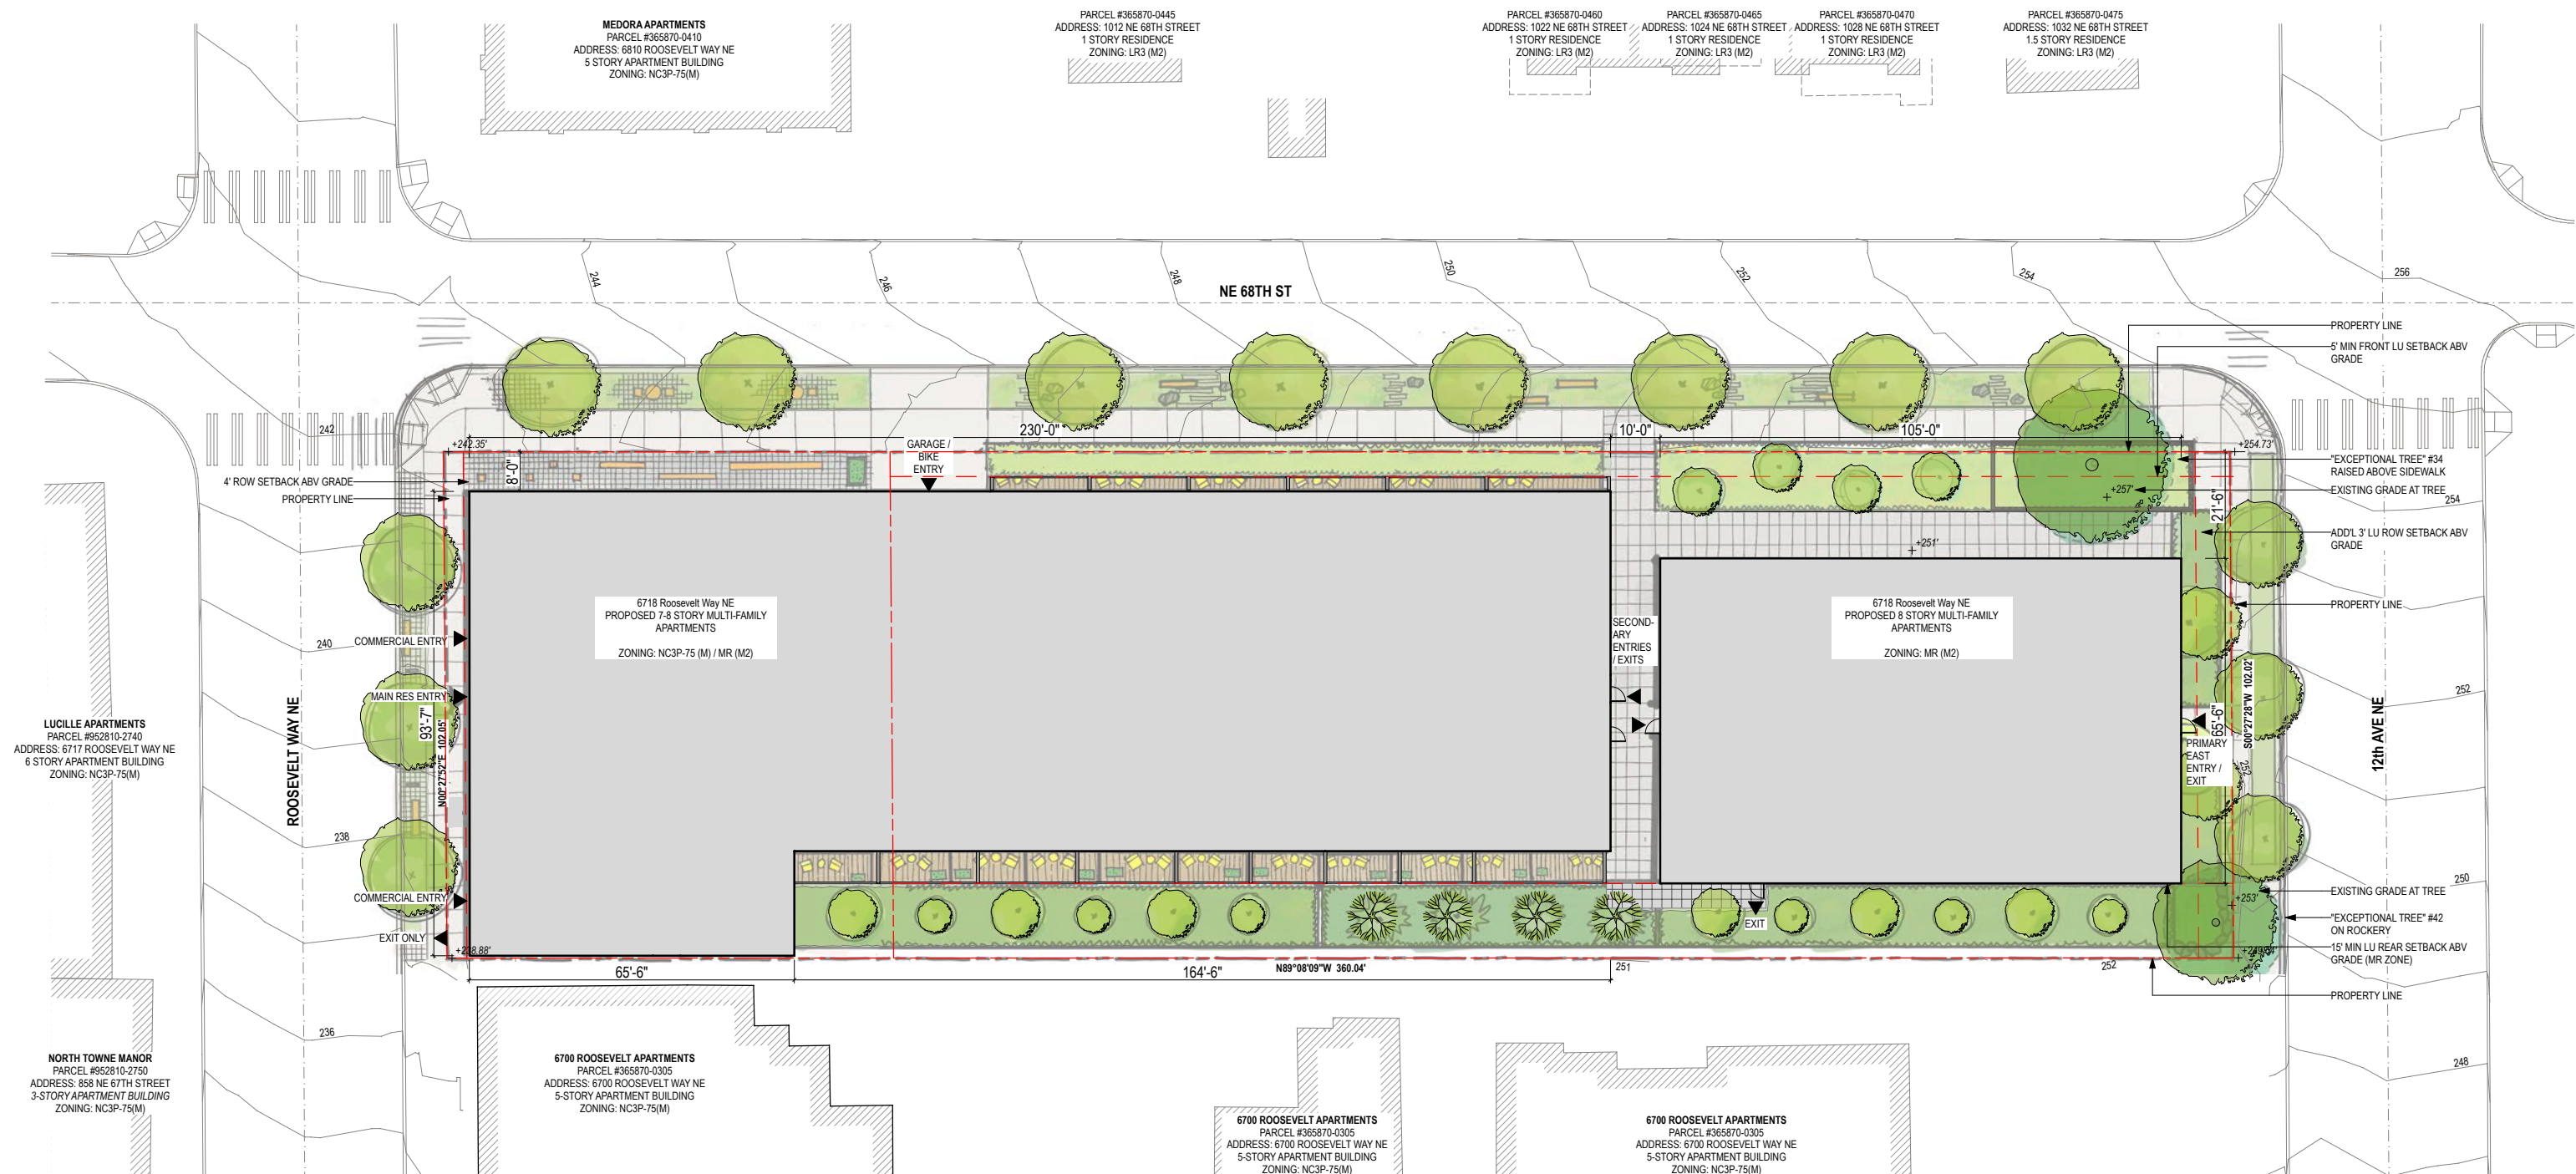 MEDORA APARTMENTS
PARCEL #365870-0410
ADDRESS: 6810 ROOSEVELT WAY NE
5 STORY APARTMENT BUILDING
ZONING: NC3P-75(M)
PARCEL #365870-0445
ADDRESS: 1012 NE 68TH STREET
1 STORY RESIDENCE
ZONING: LR3 (M2)
PARCEL #365870-0460
ADDRESS: 1022 NE 68TH STREET
1 STORY RESIDENCE
ZONING: LR3 (M2)
PARCEL #365870-0465
ADDRESS: 1024 NE 68TH STREET
1 STORY RESIDENCE
ZONING: LR3 (M2)
PARCEL #365870-0470
ADDRESS: 1028 NE 68TH STREET
1 STORY RESIDENCE
ZONING: LR3 (M2)
PARCEL #365870-0475
ADDRESS: 1032 NE 68TH STREET
1.5 STORY RESIDENCE
ZONING: LR3 (M2)
244
246
248
250
252
254
256
NE 68TH ST
PROPERTY LINE
5' MIN FRONT LU SETBACK ABV
GRADE
242
+242.35'
230'-0"
GARAGE /
BIKE
ENTRY
10'-0"
105'-0"
+254.73'
"EXCEPTIONAL TREE" #34
RAISED ABOVE SIDEWALK
4' ROW SETBACK ABV GRADE
8'-0"
PROPERTY LINE
+257'
EXISTING GRADE AT TREE
254
21'-6"
ADD'L 3' LU ROW SETBACK ABV
GRADE
+251'
6718 Roosevelt Way NE
PROPOSED 7-8 STORY MULTI-FAMILY
APARTMENTS
ZONING: NC3P-75 (M) / MR (M2)
6718 Roosevelt Way NE
PROPOSED 8 STORY MULTI-FAMILY
APARTMENTS
ZONING: MR (M2)
PROPERTY LINE
SECOND-
ARY
ENTRIES
/ EXITS
240
COMMERCIAL ENTRY
MAIN RES ENTRY
252
93'-7"
N00°27'52"E 102.05'
65'-6"
S00°27'28"W 102.02'
ROOSEVELT WAY NE
12th AVE NE
LUCILLE APARTMENTS
PARCEL #952810-2740
ADDRESS: 6717 ROOSEVELT WAY NE
6 STORY APARTMENT BUILDING
ZONING: NC3P-75(M)
PRIMARY
EAST
ENTRY /
EXIT
252
238
250
COMMERCIAL ENTRY
EXISTING GRADE AT TREE
+253'
EXIT
"EXCEPTIONAL TREE" #42
ON ROCKERY
EXIT ONLY
15' MIN LU REAR SETBACK ABV
GRADE (MR ZONE)
65'-6"
164'-6"
N89°08'09"W 360.04'
251
252
PROPERTY LINE
236
248
NORTH TOWNE MANOR
PARCEL #952810-2750
ADDRESS: 858 NE 67TH STREET
3-STORY APARTMENT BUILDING
ZONING: NC3P-75(M)
6700 ROOSEVELT APARTMENTS
PARCEL #365870-0305
ADDRESS: 6700 ROOSEVELT WAY NE
5-STORY APARTMENT BUILDING
ZONING: NC3P-75(M)
6700 ROOSEVELT APARTMENTS
PARCEL #365870-0305
ADDRESS: 6700 ROOSEVELT WAY NE
5-STORY APARTMENT BUILDING
ZONING: NC3P-75(M)
6700 ROOSEVELT APARTMENTS
PARCEL #365870-0305
ADDRESS: 6700 ROOSEVELT WAY NE
5-STORY APARTMENT BUILDING
ZONING: NC3P-75(M)